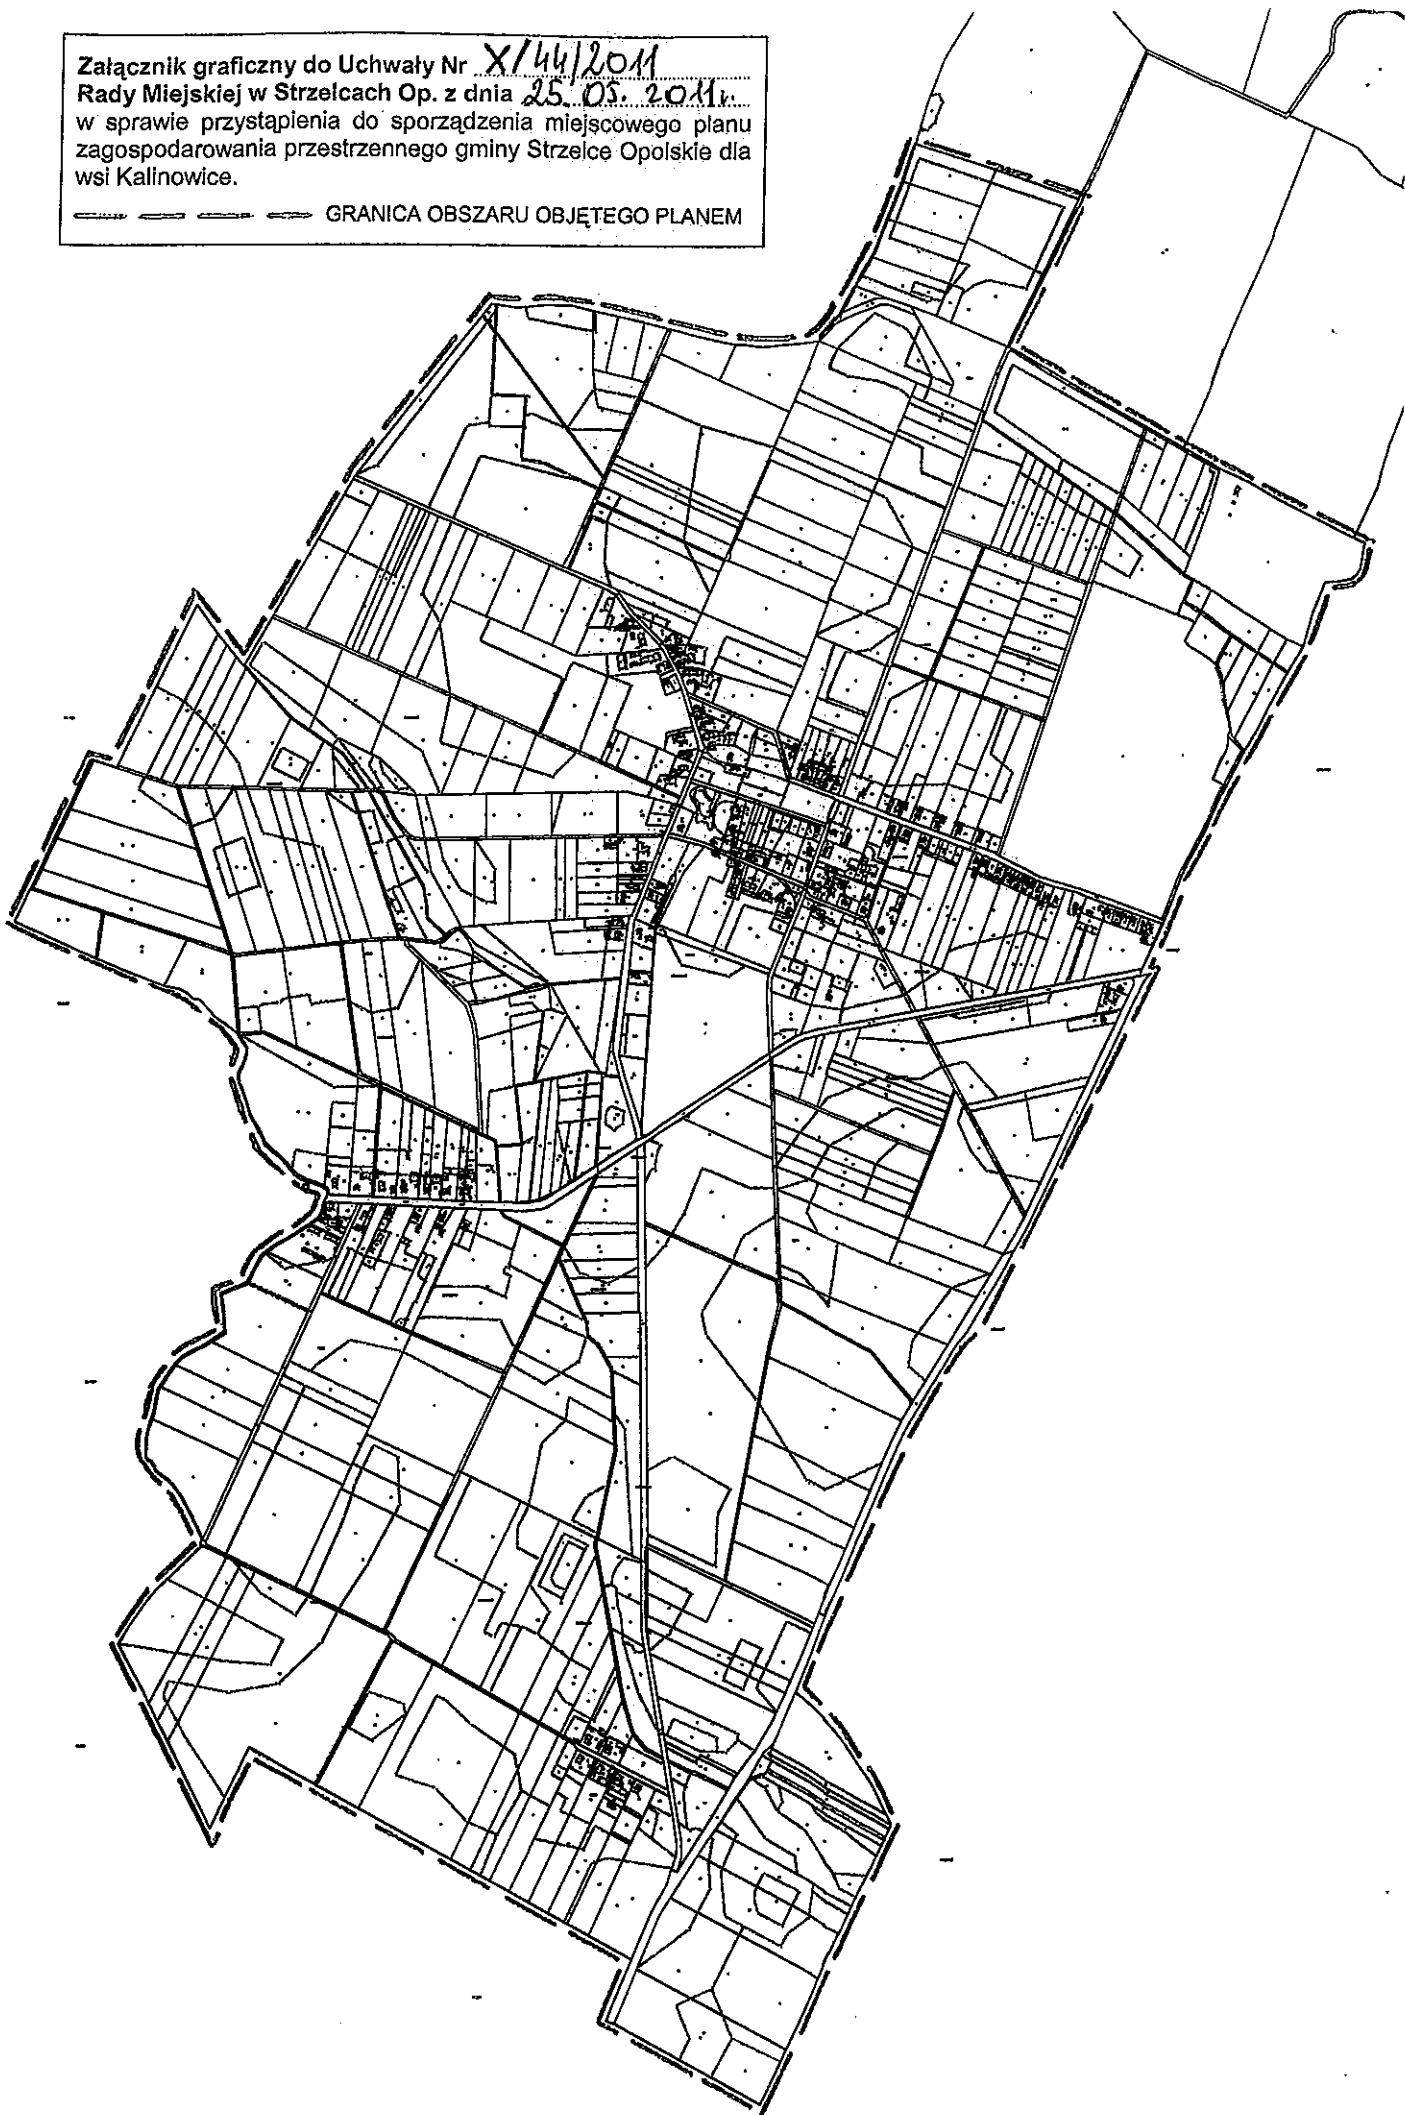 Załącznik graficzny do Uchwały Nr X/44/2011
Rady Miejskiej w Strzelcach Op. z dnia 25.05.2011r.
w sprawie przystąpienia do sporządzenia miejscowego planu
zagospodarowania przestrzennego gminy Strzelce Opolskie dla
wsi Kalinowice.
GRANICA OBSZARU OBJĘTEGO PLANEM